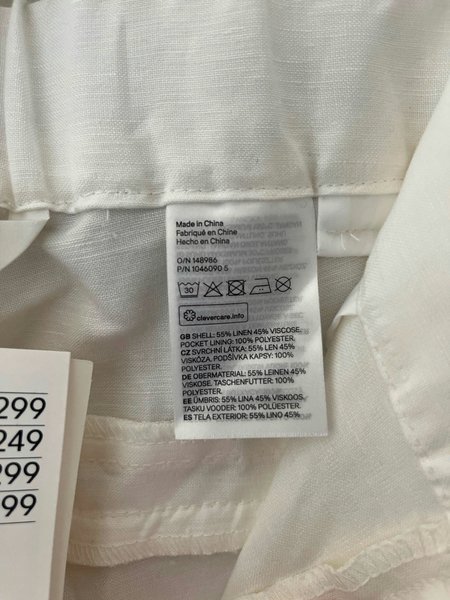 Made in China
Fabriqué en Chine
Hecho en China
O/N 148986
P/N 1046090 5
30
clevercare.info
GB SHELL: 55% LINEN 45% VISCOSE.
POCKET LINING: 100% POLYESTER.
CZ SVRCHNÍ LÁTKA: 55% LEN 45%
VISKÓZA. PODŠÍVKA KAPSY: 100%
POLYESTER.
DE OBERMATERIAL: 55% LEINEN 45%
VISKOSE. TASCHENFUTTER: 100%
POLYESTER.
EE ÜMBRIS: 55% LINA 45% VISKOOS.
TASKU VOODER: 100% POLÜESTER.
ES TELA EXTERIOR: 55% LINO 45%
299
249
299
99